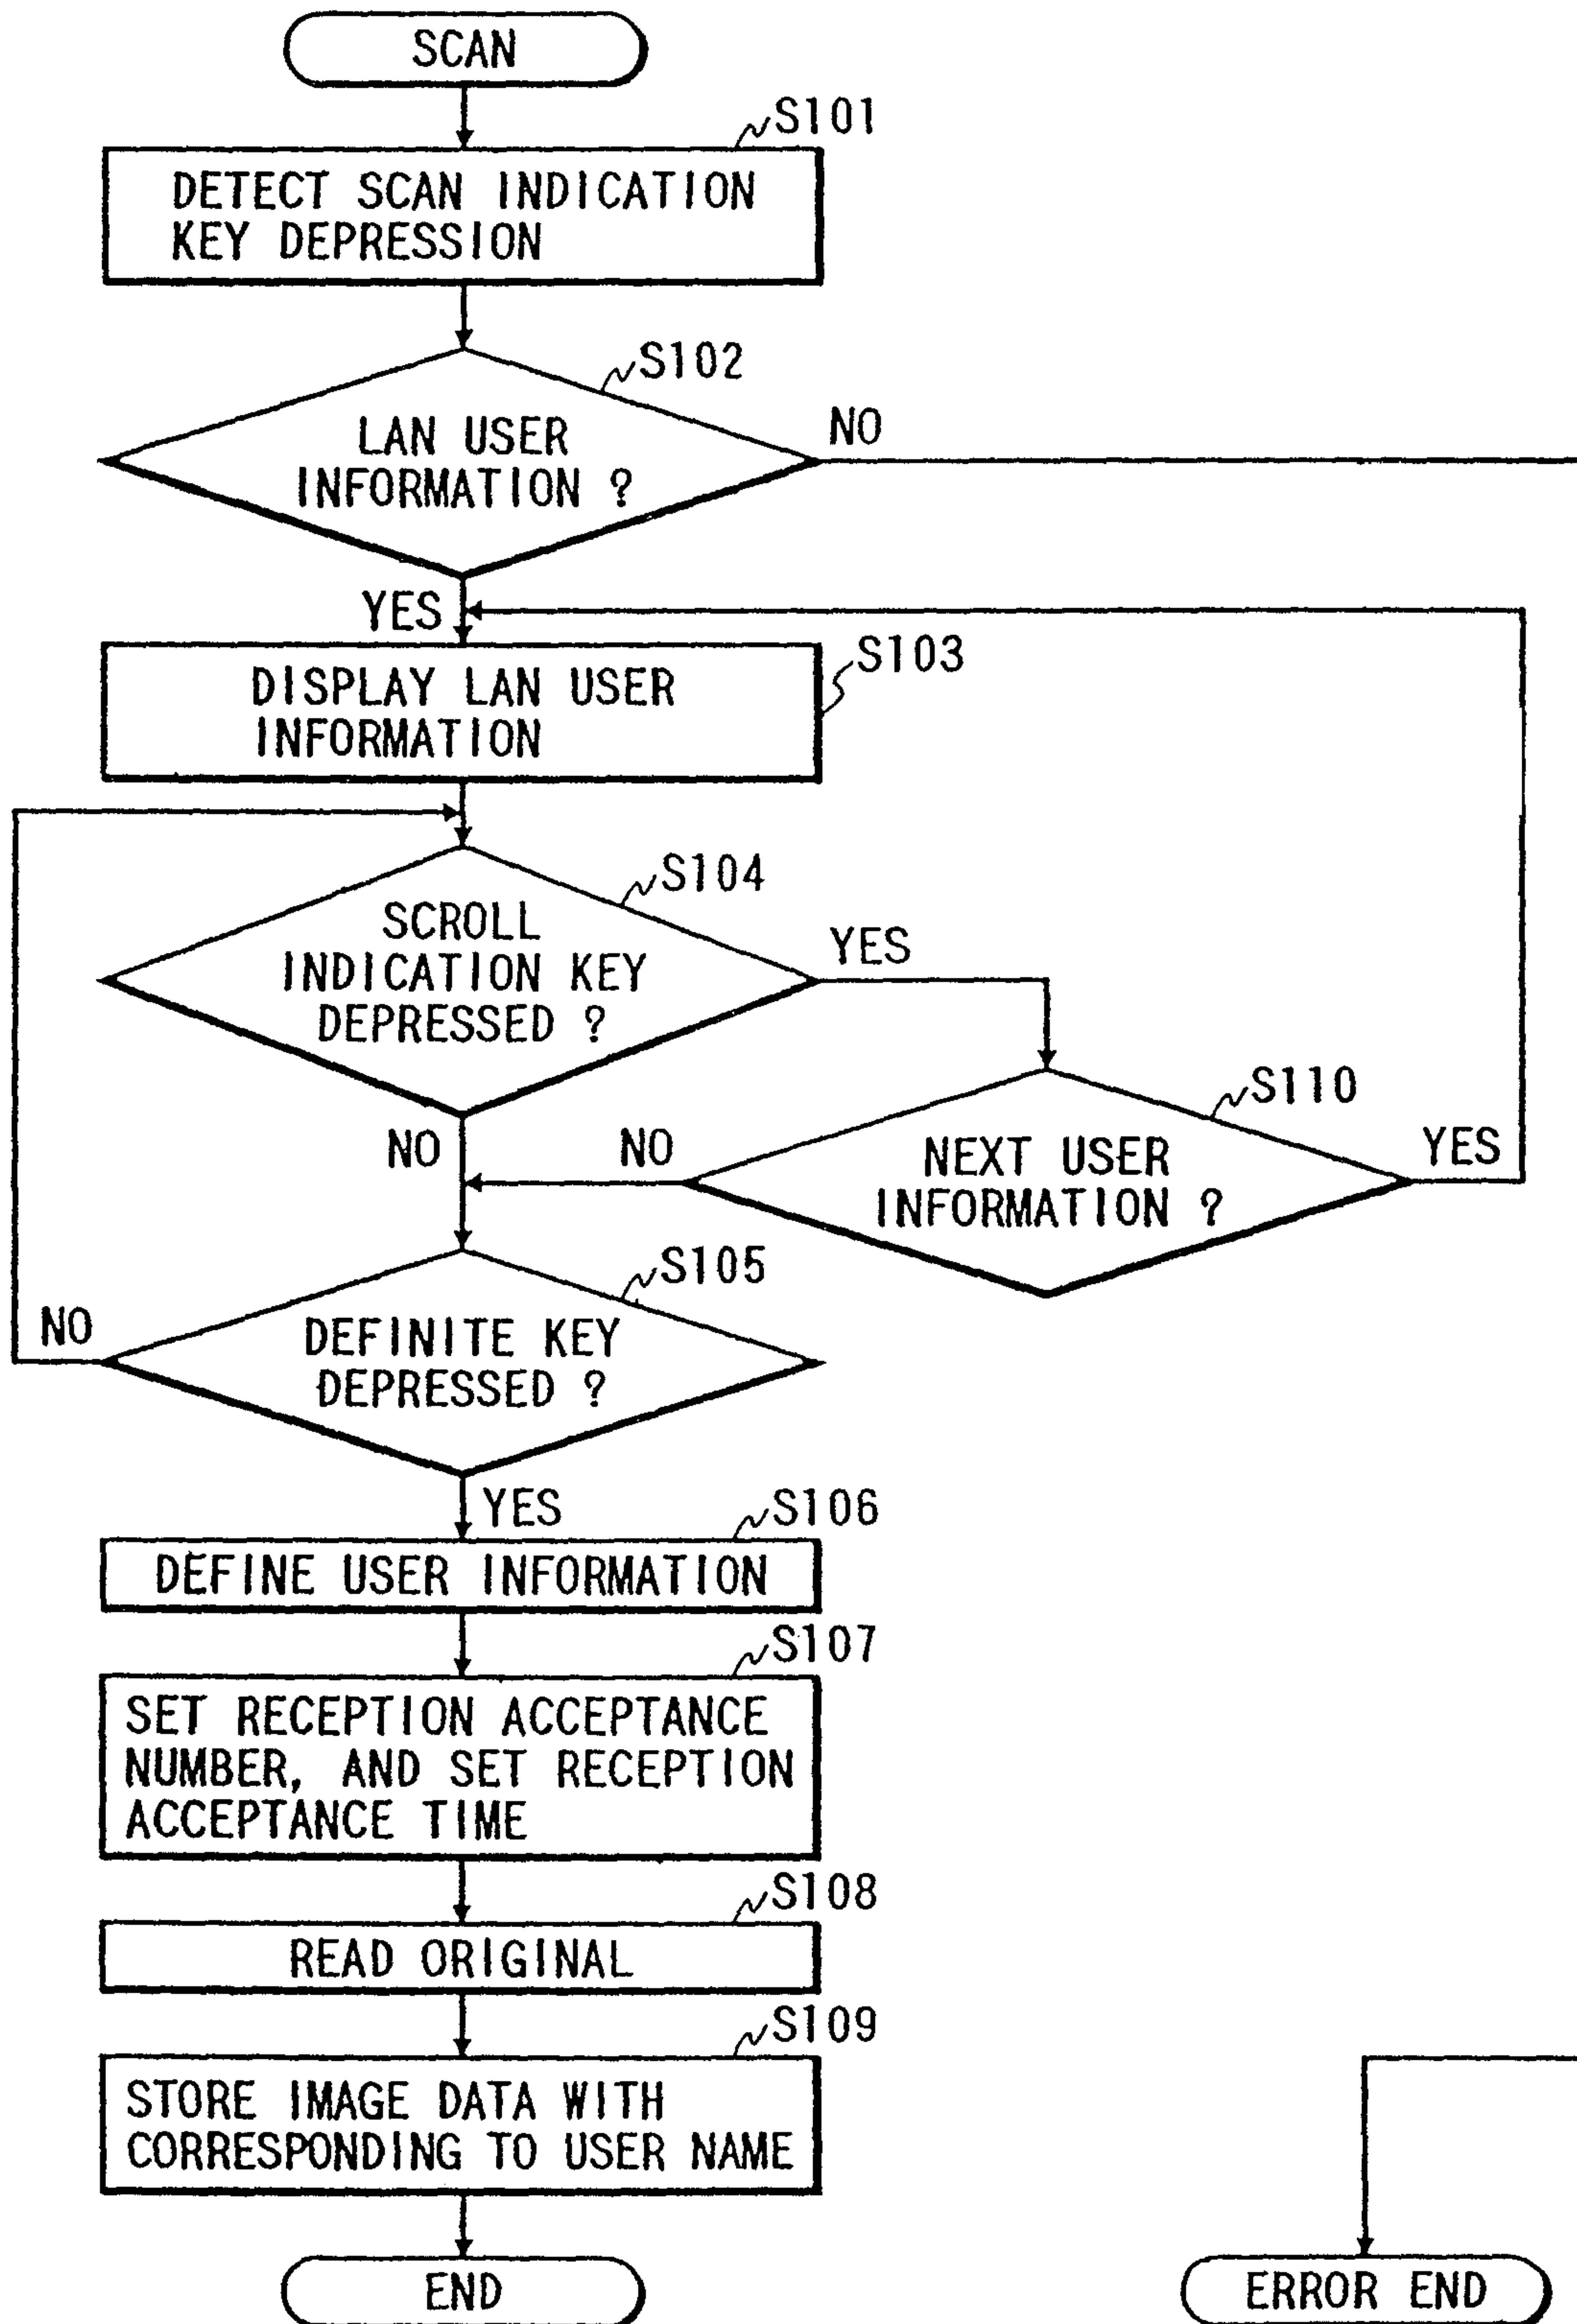 SCAN
S101
DETECT SCAN INDICATION
KEY DEPRESSION
S102
LAN USER
INFORMATION ?
NO
YES
S103
DISPLAY LAN USER
INFORMATION
S104
SCROLL
INDICATION KEY
DEPRESSED ?
YES
S110
NEXT USER
INFORMATION ?
YES
NO
NO
S105
DEFINITE KEY
DEPRESSED ?
NO
YES
S106
DEFINE USER INFORMATION
S107
SET RECEPTION ACCEPTANCE
NUMBER, AND SET RECEPTION
ACCEPTANCE TIME
S108
READ ORIGINAL
S109
STORE IMAGE DATA WITH
CORRESPONDING TO USER NAME
END
ERROR END